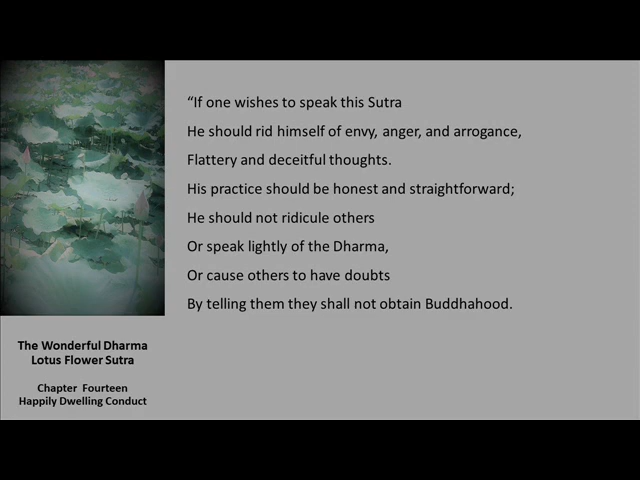 “If one wishes to speak this Sutra
He should rid himself of envy, anger, and arrogance,
Flattery and deceitful thoughts.
His practice should be honest and straightforward;
He should not ridicule others
Or speak lightly of the Dharma,
Or cause others to have doubts
By telling them they shall not obtain Buddhahood.
The Wonderful Dharma
Lotus Flower Sutra
Chapter Fourteen
Happily Dwelling Conduct